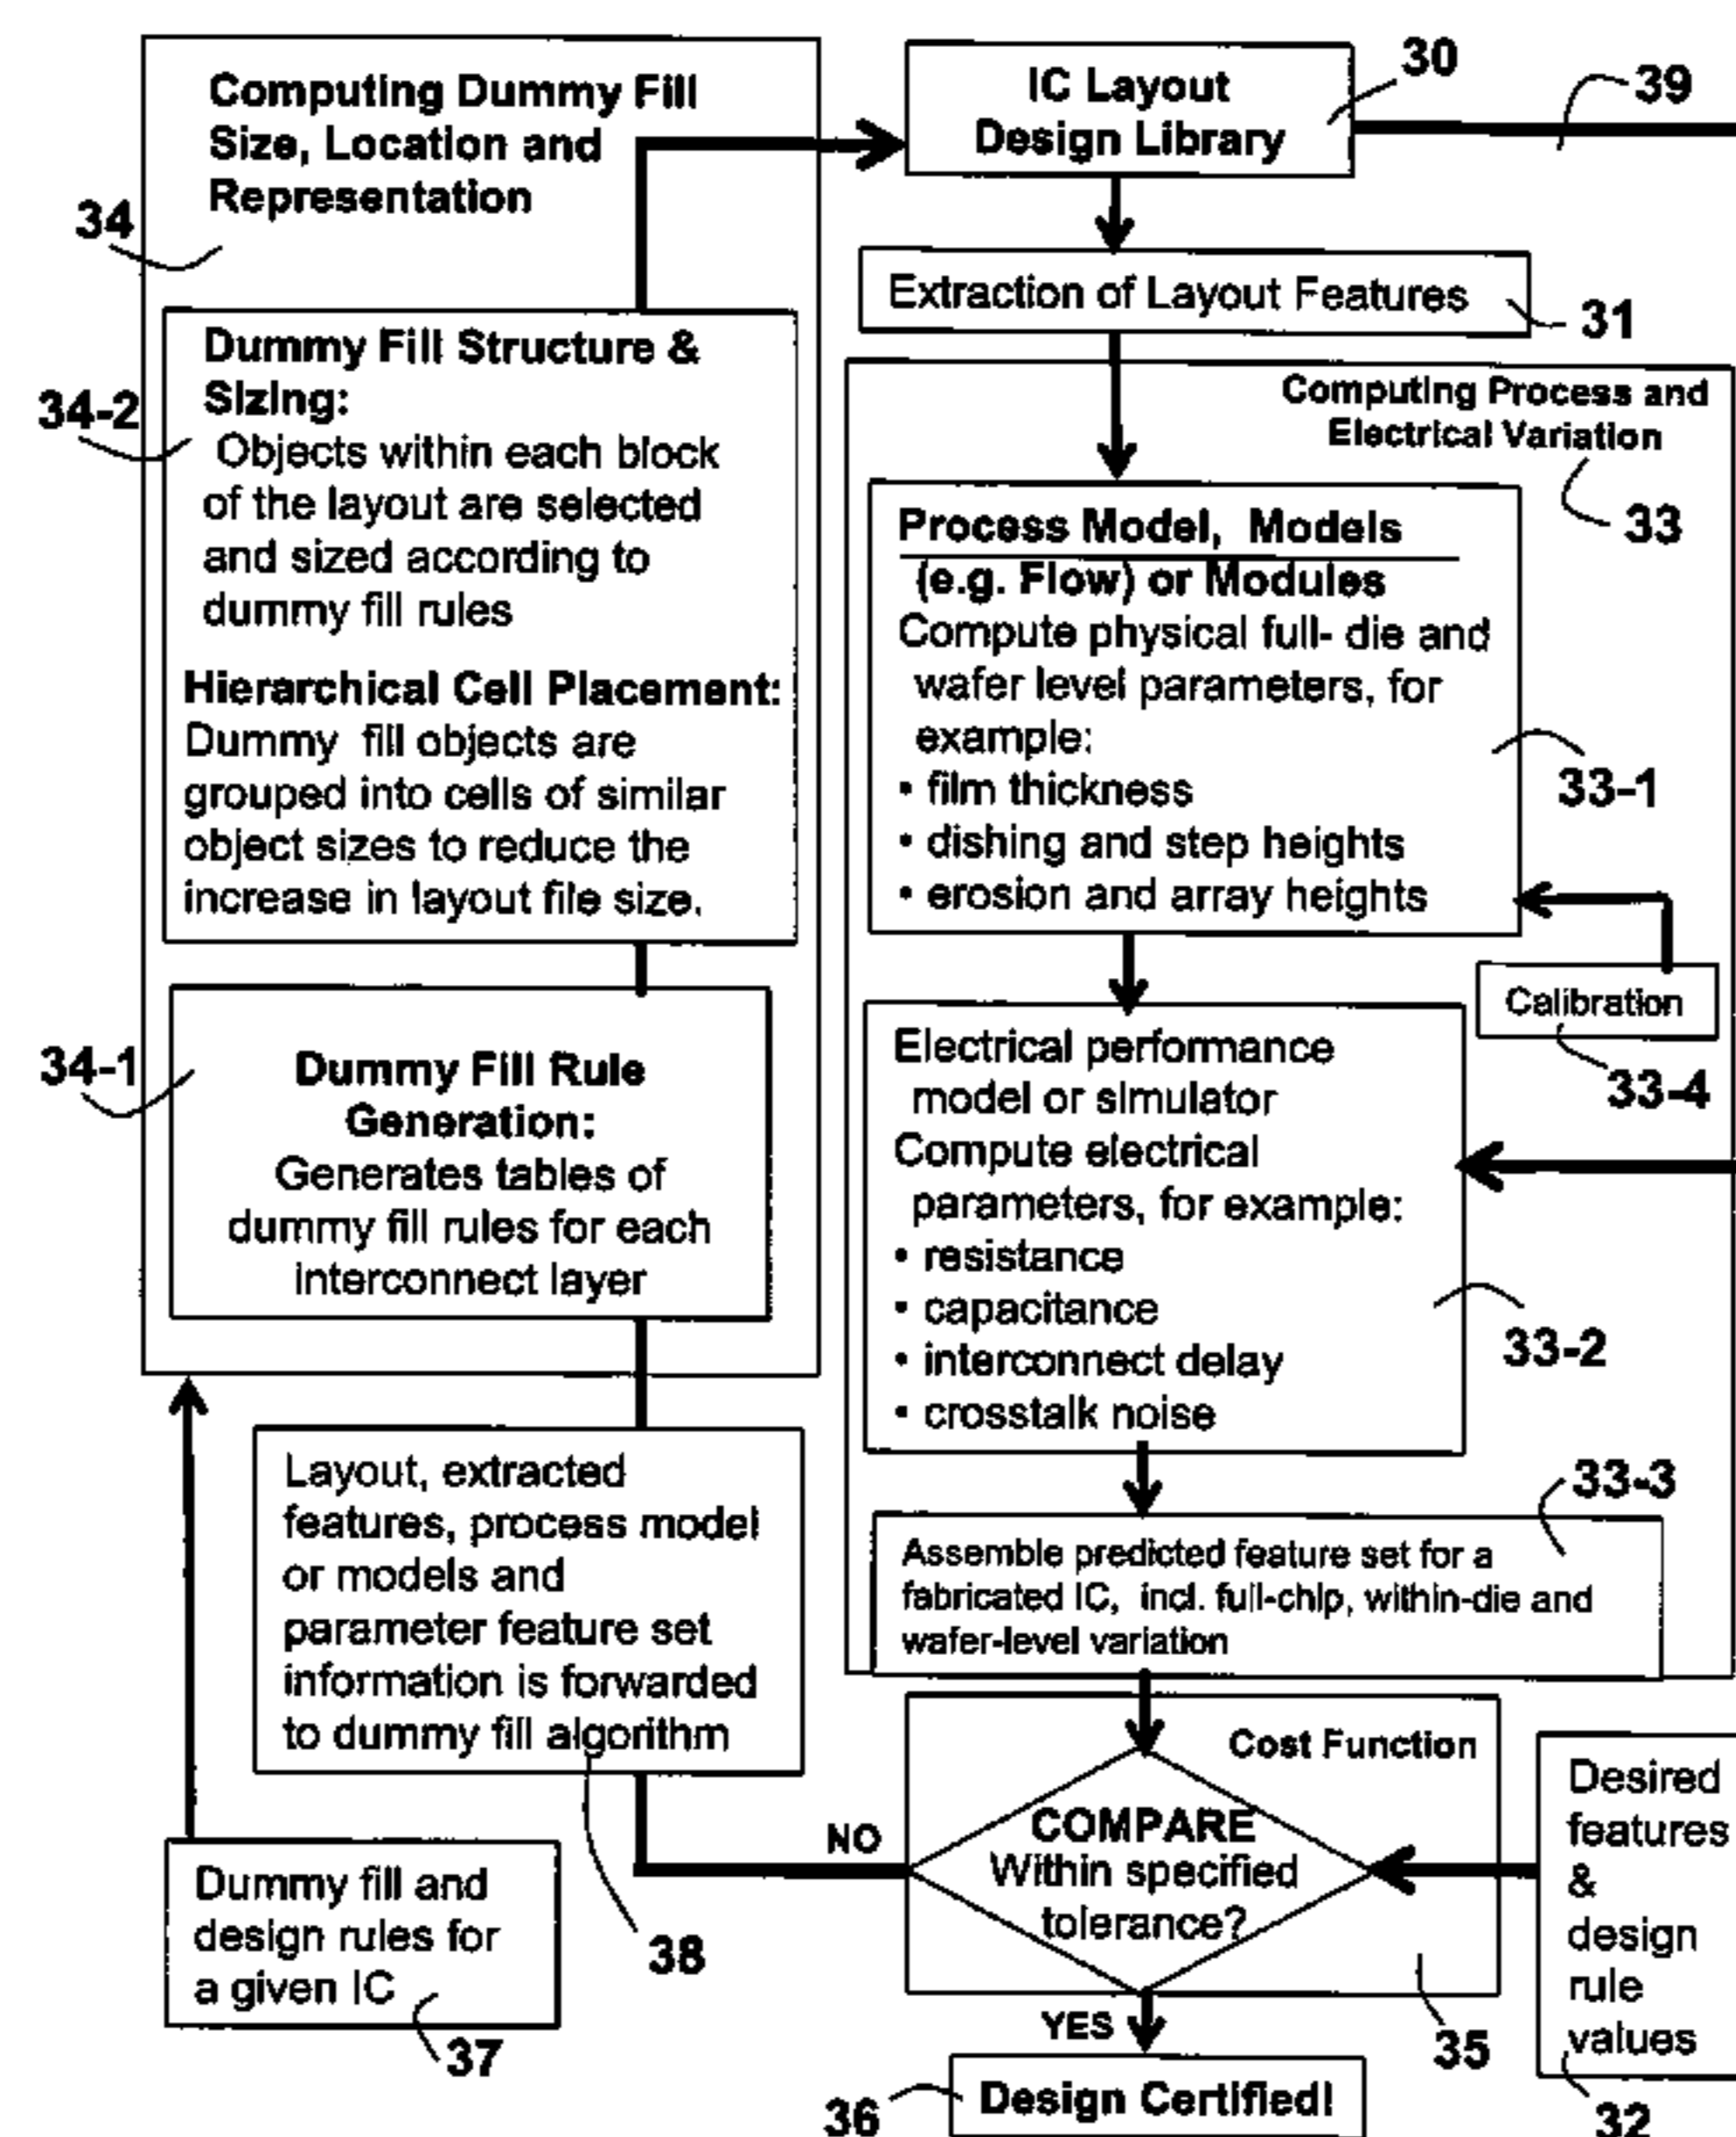 Computing Dummy Fill
Size, Location and
Representation
34
Dummy Fill Structure &
Sizing:
Objects within each block
of the layout are selected
and sized according to
dummy fill rules
Hierarchical Cell Placement:
Dummy fill objects are
grouped into cells of similar
object sizes to reduce the
increase in layout file size.
34-2
Dummy Fill Rule
Generation:
Generates tables of
dummy fill rules for each
interconnect layer
34-1
Layout, extracted
features, process model
or models and
parameter feature set
information is forwarded
to dummy fill algorithm
38
Dummy fill and
design rules for
a given IC
37
IC Layout
Design Library
30
39
Extraction of Layout Features
31
Computing Process and
Electrical Variation
33
Process Model, Models
(e.g. Flow) or Modules
Compute physical full- die and
wafer level parameters, for
example:
• film thickness
• dishing and step heights
• erosion and array heights
33-1
Calibration
33-4
Electrical performance
model or simulator
Compute electrical
parameters, for example:
• resistance
• capacitance
• interconnect delay
• crosstalk noise
33-2
33-3
Assemble predicted feature set for a
fabricated IC, incl. full-chip, within-die and
wafer-level variation
Cost Function
COMPARE
Within specified
tolerance?
NO
YES
35
Desired
features
&
design
rule
values
32
Design Certified!
36